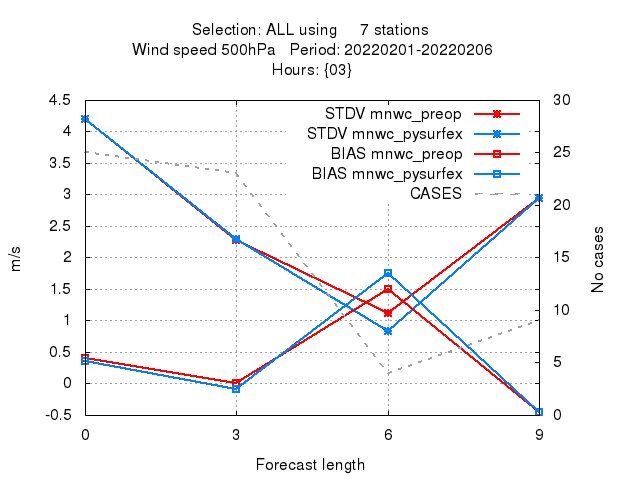 Selection: ALL using 7 stations
Wind speed 500hPa Period: 20220201-20220206
Hours: {03}
STDV mnwc_preop
STDV mnwc_pysurfex
BIAS mnwc_preop
BIAS mnwc_pysurfex
CASES
4.5
4
3.5
3
2.5
2
1.5
1
0.5
0
-0.5
m/s
30
25
20
15
10
5
0
No cases
0 3 6 9
Forecast length